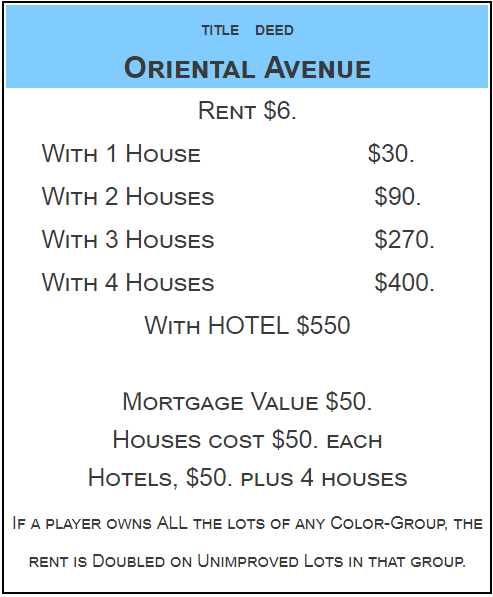 TITLE DEED
ORIENTAL AVENUE
RENT $6.
WITH 1 HOUSE $30.
WITH 2 HOUSES $90.
WITH 3 HOUSES $270.
WITH 4 HOUSES $400.
WITH HOTEL $550
MORTGAGE VALUE $50.
HOUSES COST $50. EACH
HOTELS, $50. PLUS 4 HOUSES
IF A PLAYER OWNS ALL THE LOTS OF ANY COLOR-GROUP, THE
RENT IS DOUBLED ON UNIMPROVED LOTS IN THAT GROUP.